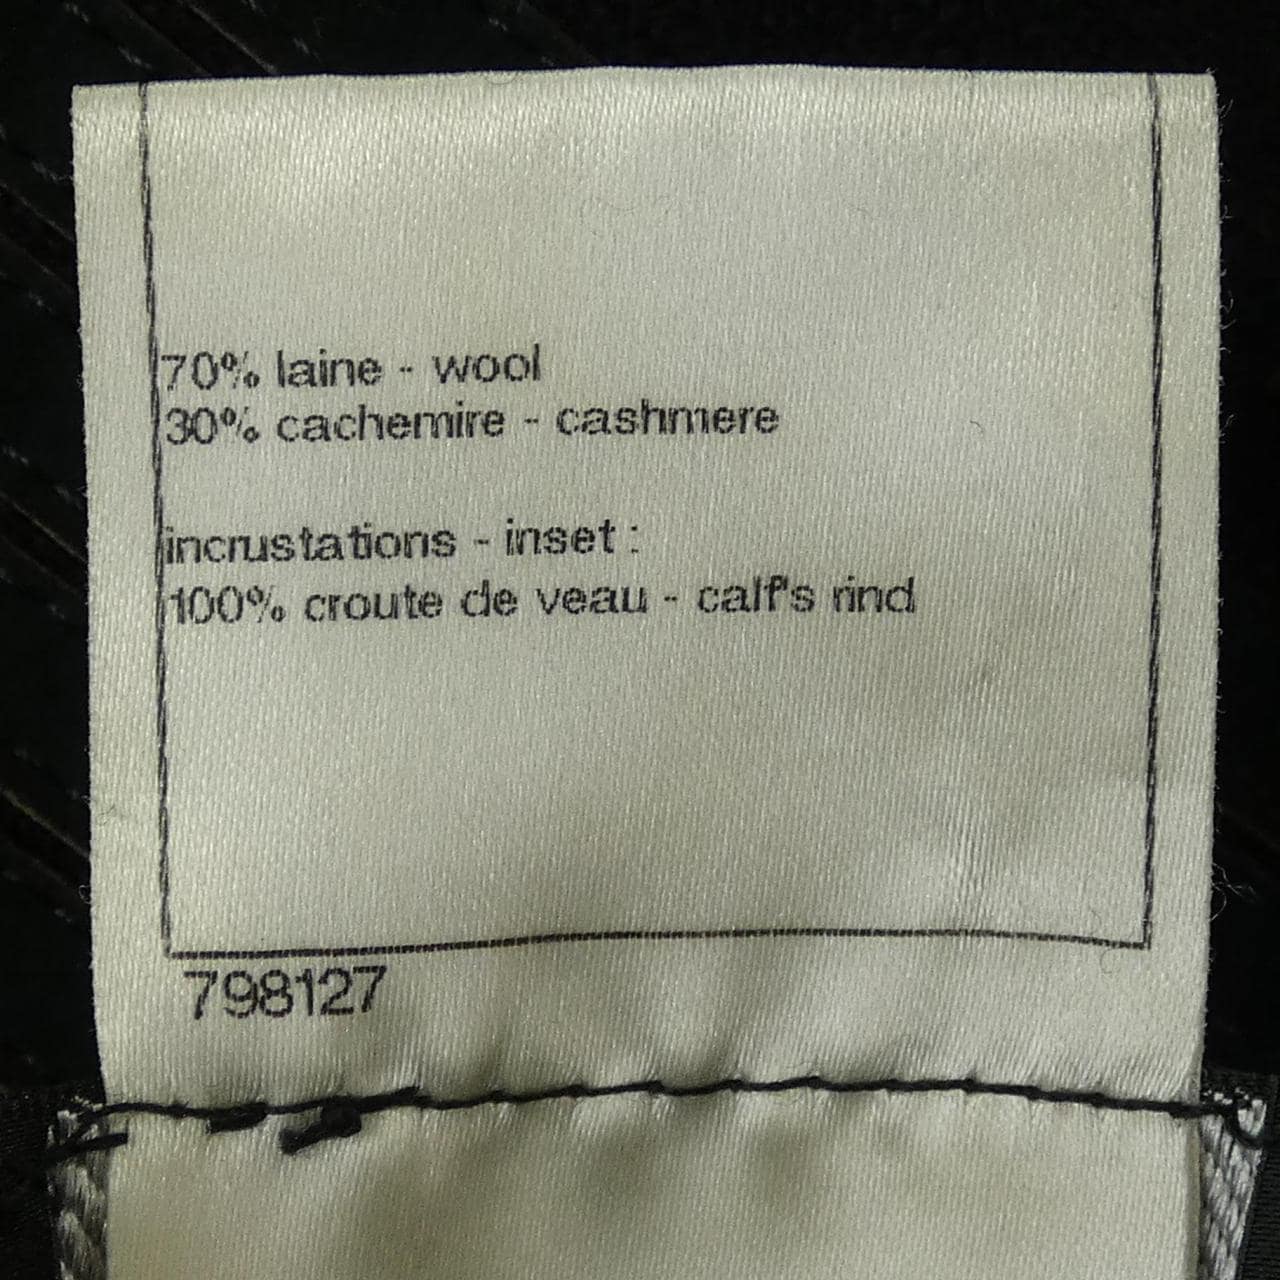 70% laine - wool
30% cachemire - cashmere
incrustations - inset :
100% croute de veau - calf's rind
798127